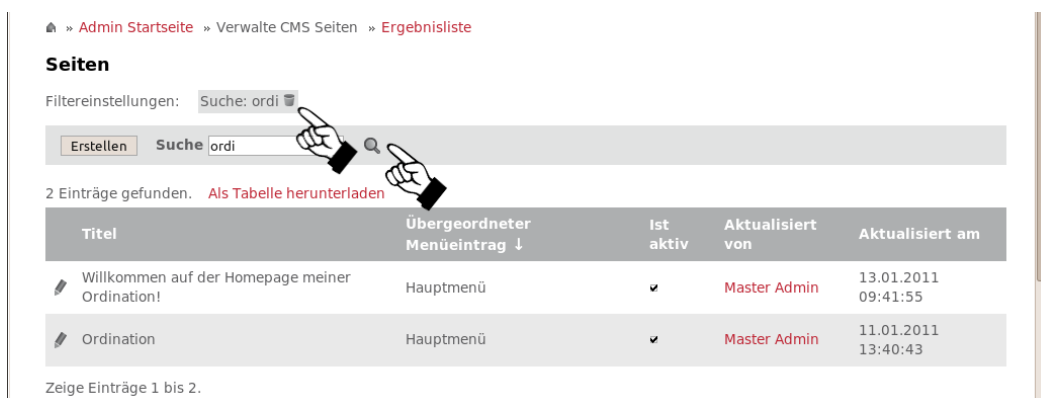 » Admin Startseite » Verwalte CMS Seiten » Ergebnisliste
Seiten
Filtereinstellungen: Suche: ordi
Erstellen Suche ordi
2 Einträge gefunden. Als Tabelle herunterladen
Titel Übergeordneter Menüeintrag ↓ Ist aktiv Aktualisiert von Aktualisiert am
Willkommen auf der Homepage meiner Ordination! Hauptmenü Master Admin 13.01.2011 09:41:55
Ordination Hauptmenü Master Admin 11.01.2011 13:40:43
Zeige Einträge 1 bis 2.